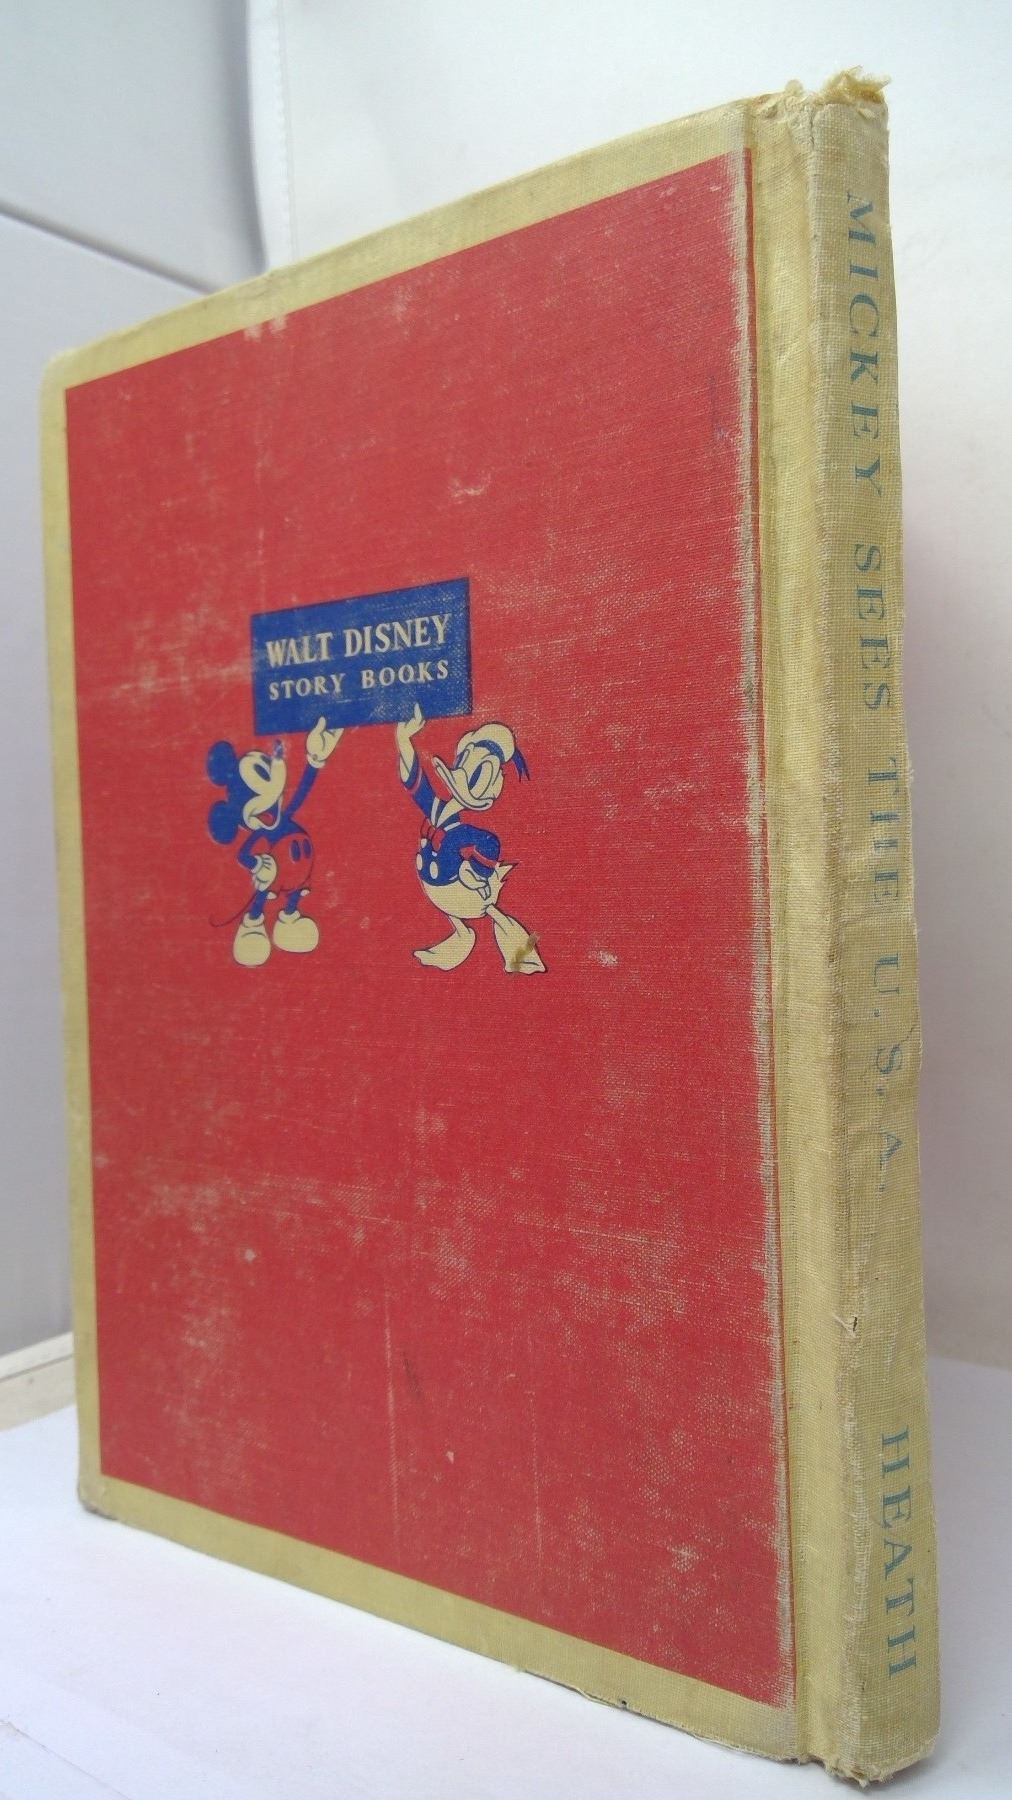 WALT DISNEY
STORY BOOKS
MICKEY SEES THE U.S.A.
HEATH